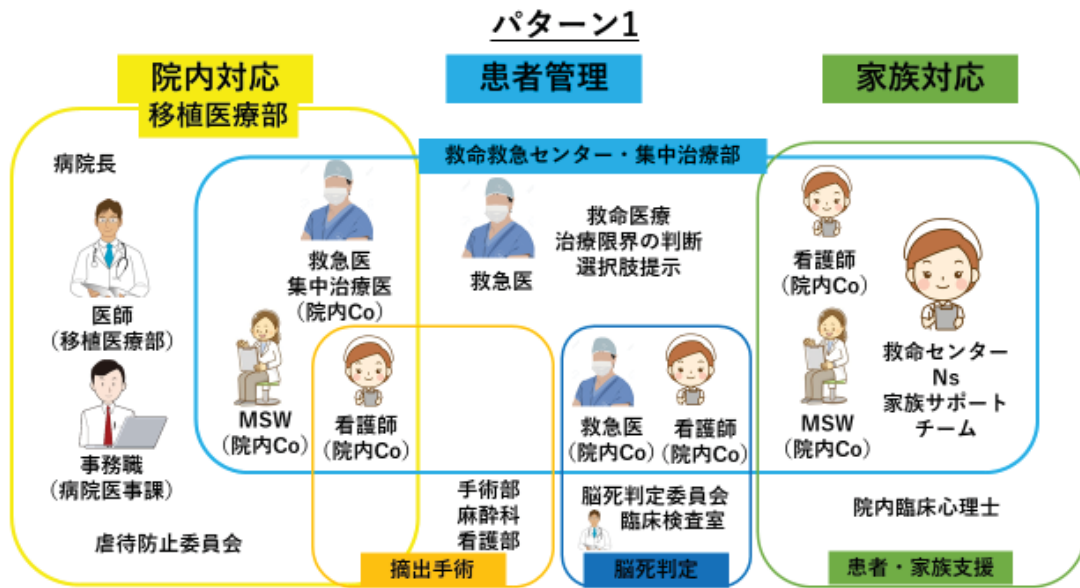 パターン1
院内対応
移植医療部
患者管理
家族対応
救命救急センター・集中治療部
病院長
医師
(移植医療部)
事務職
(病院医事課)
虐待防止委員会
救急医
集中治療医
(院内Co)
MSW
(院内Co)
看護師
(院内Co)
救急医
救命医療
治療限界の判断
選択肢提示
手術部
麻酔科
看護部
摘出手術
救急医
(院内Co)
看護師
(院内Co)
脳死判定委員会
臨床検査室
脳死判定
看護師
(院内Co)
MSW
(院内Co)
救命センター
Ns
家族サポート
チーム
院内臨床心理士
患者・家族支援